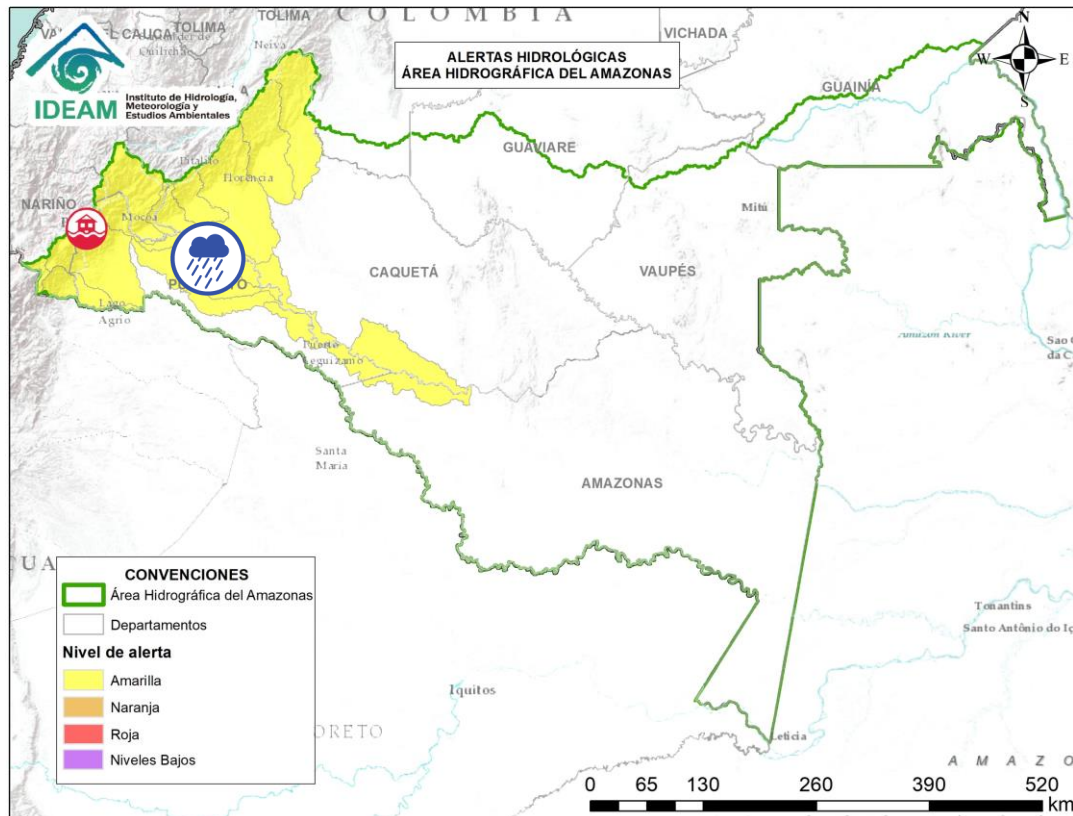 COLOMBIA
TOLIMA
TOLIMA
CAUCA
Neiva
VICHADA
ALERTAS HIDROLÓGICAS
ÁREA HIDROGRÁFICA DEL AMAZONAS
N
W
E
S
IDEAM
Instituto de Hidrología,
Meteorología y
Estudios Ambientales
GUAINÍA
GUAVIARE
Pitalito
Florencia
NARIÑO
Mocoa
Mitú
CAQUETÁ
VAUPÉS
Lago
Agrio
Amazon River
Puerto
Leguízamo
Santa
Maria
AMAZONAS
CONVENCIONES
Área Hidrográfica del Amazonas
Departamentos
Nivel de alerta
Amarilla
Naranja
Roja
Niveles Bajos
Tonantins
Santo Antônio do Iç
Iquitos
ORETO
Leticia
AMAZO
0 65 130 260 390 520
km